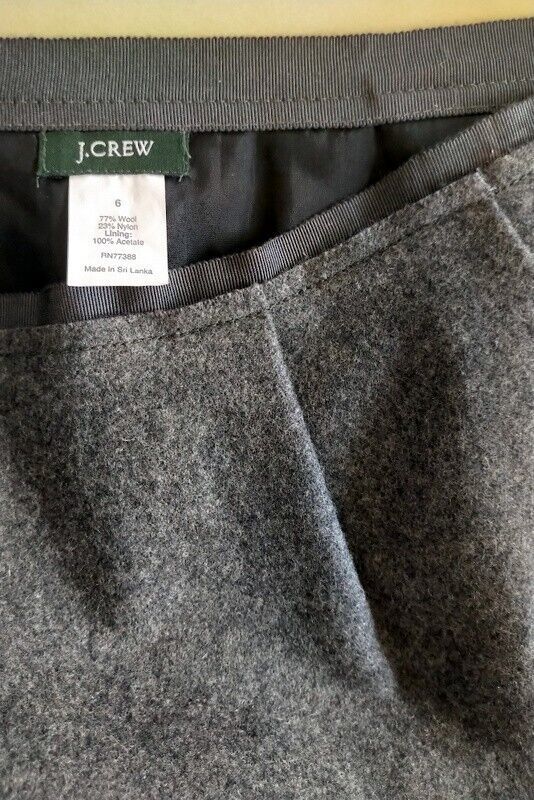 J.CREW
6
77% Wool
23% Nylon
Lining:
100% Acetate
RN77388
Made in Sri Lanka